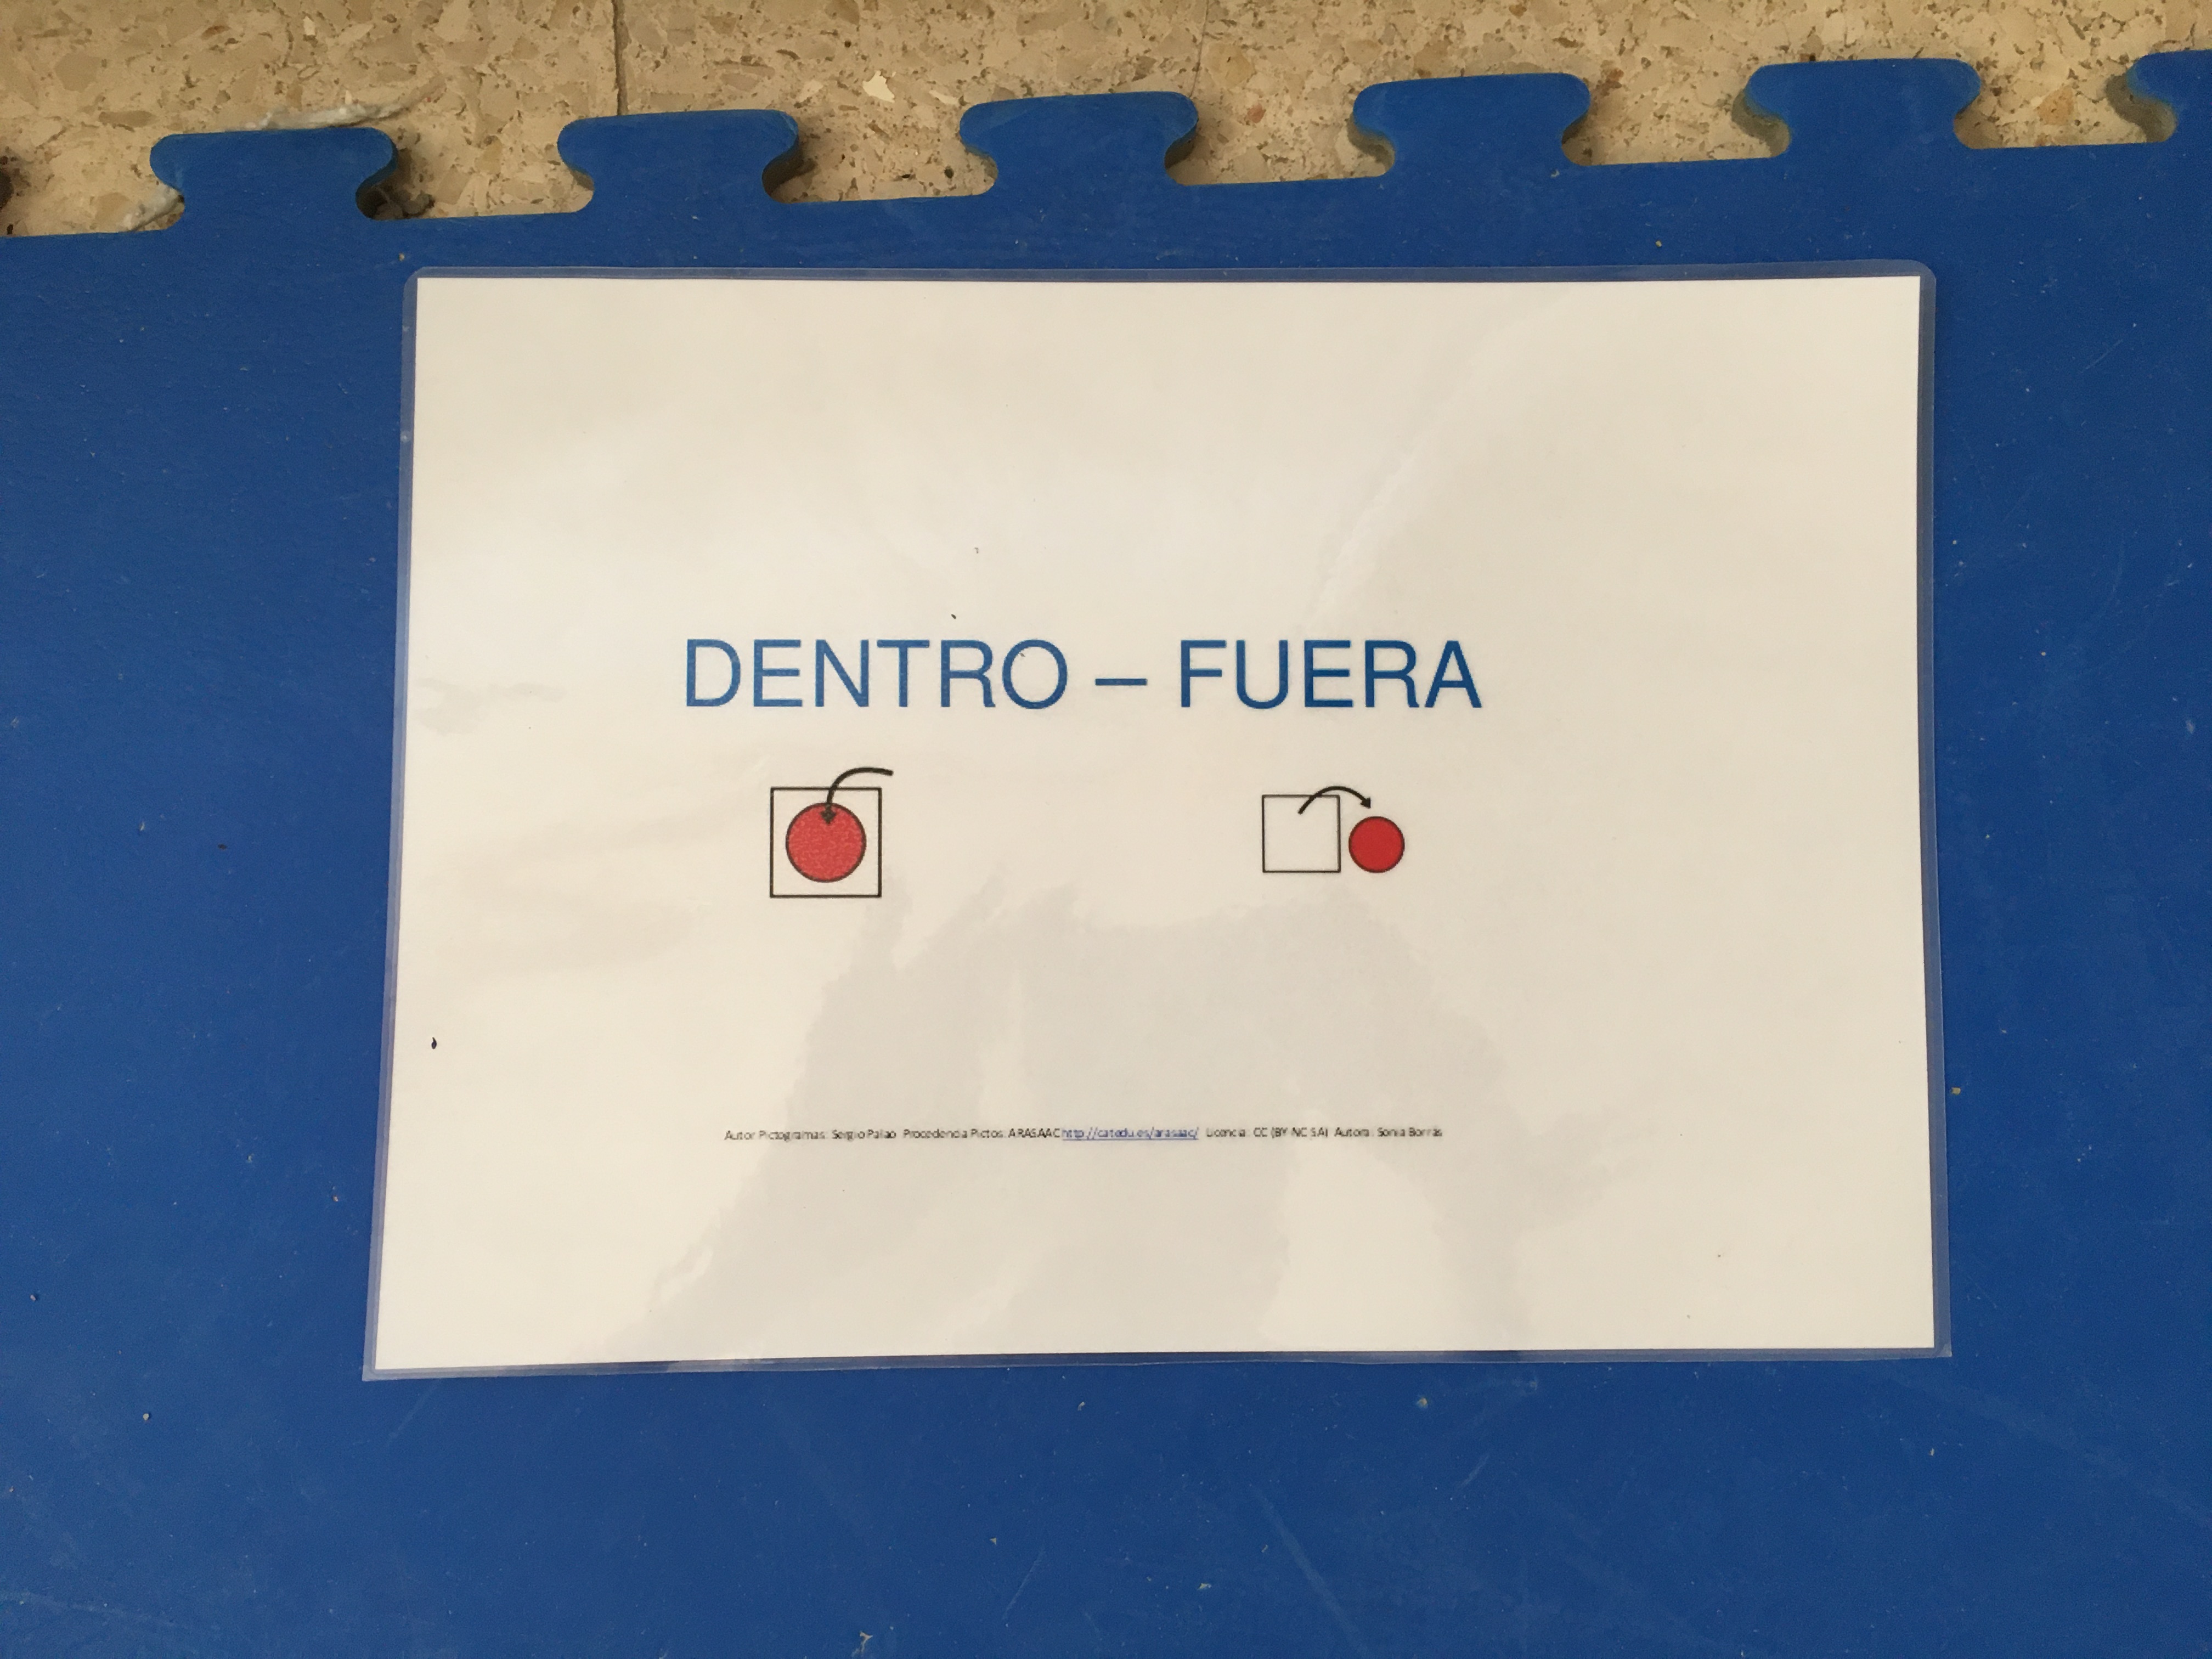 DENTRO – FUERA
Autor Pictogramas: Sergio Palao Procedencia Pictos: ARASAAC http://catedu.es/arasaac/ Licencia: CC (BY-NC-SA) Autora: Sonia Borrás